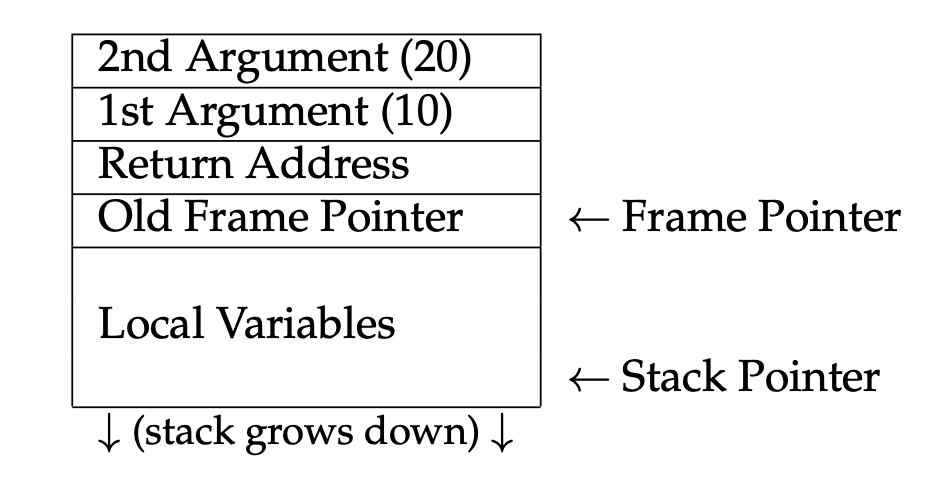 2nd Argument (20)
1st Argument (10)
Return Address
Old Frame Pointer
← Frame Pointer
Local Variables
← Stack Pointer
↓ (stack grows down) ↓